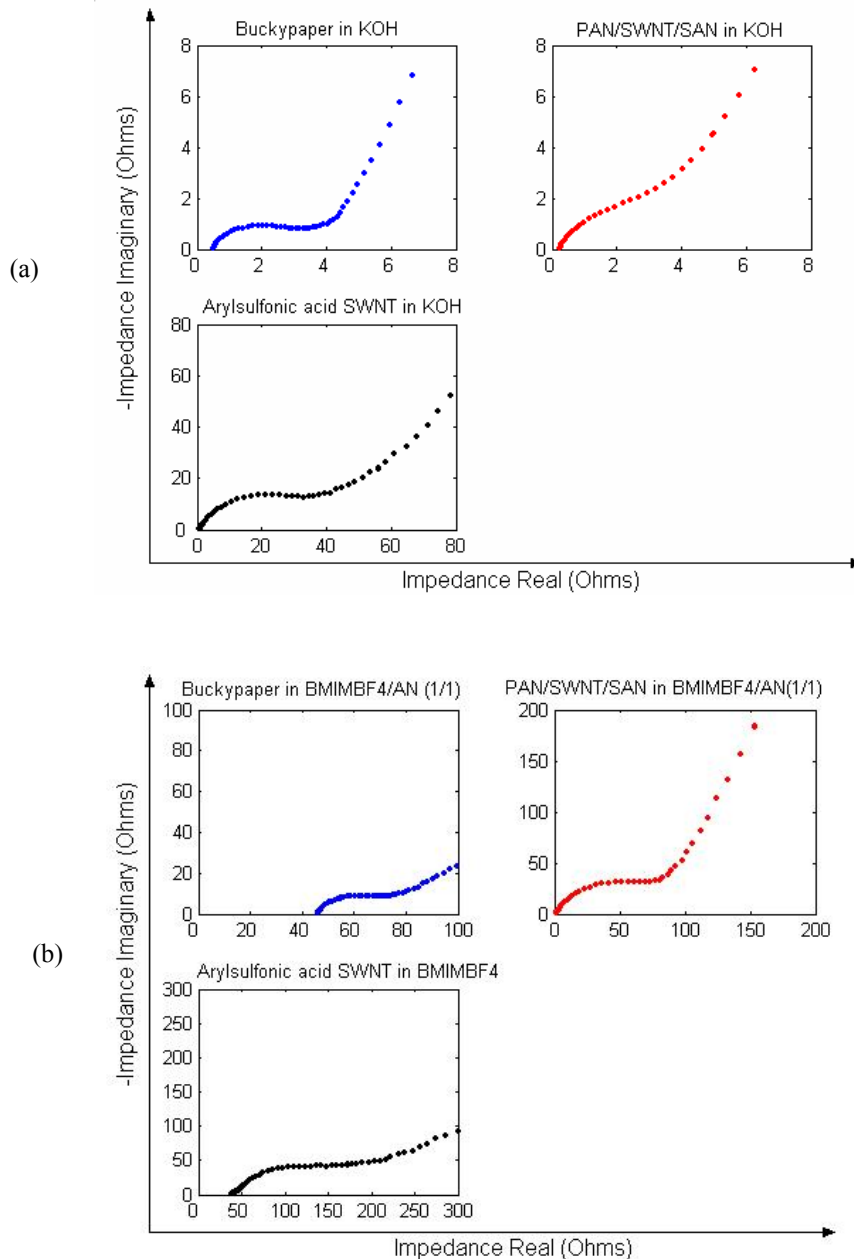 (a)
-Impedance Imaginary (Ohms)
Buckypaper in KOH
8
6
4
2
0
0 2 4 6 8
PAN/SWNT/SAN in KOH
8
6
4
2
0
0 2 4 6 8
Arylsulfonic acid SWNT in KOH
80
60
40
20
0
0 20 40 60 80
Impedance Real (Ohms)
(b)
-Impedance Imaginary (Ohms)
Buckypaper in BMIMBF4/AN (1/1)
100
80
60
40
20
0
0 20 40 60 80 100
PAN/SWNT/SAN in BMIMBF4/AN(1/1)
200
150
100
50
0
0 50 100 150 200
Arylsulfonic acid SWNT in BMIMBF4
300
250
200
150
100
50
0
0 50 100 150 200 250 300
Impedance Real (Ohms)